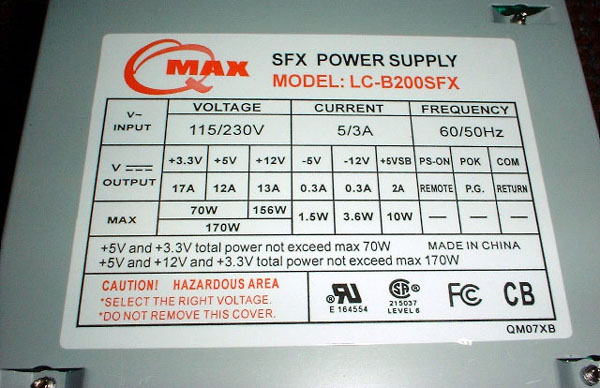 QMAX
SFX POWER SUPPLY
MODEL: LC-B200SFX
V~ INPUT
VOLTAGE CURRENT FREQUENCY
115/230V 5/3A 60/50Hz
V⎓ OUTPUT
+3.3V +5V +12V -5V -12V +5VSB PS-ON POK COM
17A 12A 13A 0.3A 0.3A 2A REMOTE P.G. RETURN
MAX
70W 156W 1.5W 3.6W 10W — — —
170W
+5V and +3.3V total power not exceed max 70W MADE IN CHINA
+5V and +12V and +3.3V total power not exceed max 170W
CAUTION! HAZARDOUS AREA
*SELECT THE RIGHT VOLTAGE.
*DO NOT REMOVE THIS COVER.
RU ® E 164554
SA ® 215037 LEVEL 6
FC CB
QM07XB